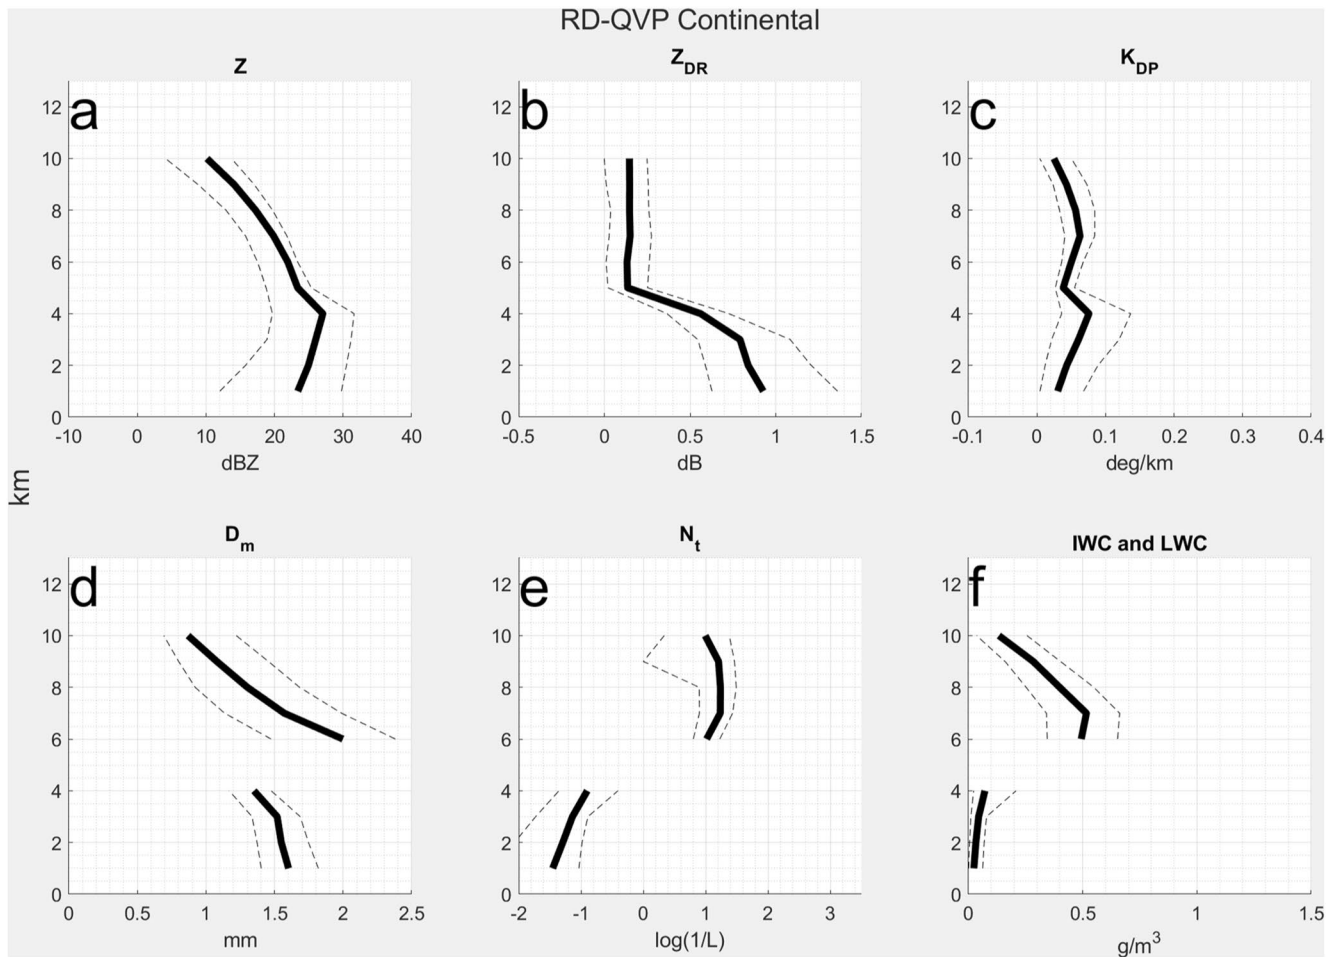 RD-QVP Continental
Z
Z_DR
K_DP
a
b
c
12
10
8
6
4
2
0
-10 0 10 20 30 40
dBZ
12
10
8
6
4
2
0
-0.5 0 0.5 1 1.5
dB
12
10
8
6
4
2
0
-0.1 0 0.1 0.2 0.3 0.4
deg/km
km
D_m
N_t
IWC and LWC
d
e
f
12
10
8
6
4
2
0
0 0.5 1 1.5 2 2.5
mm
12
10
8
6
4
2
0
-2 -1 0 1 2 3
log(1/L)
12
10
8
6
4
2
0
0 0.5 1 1.5
g/m³